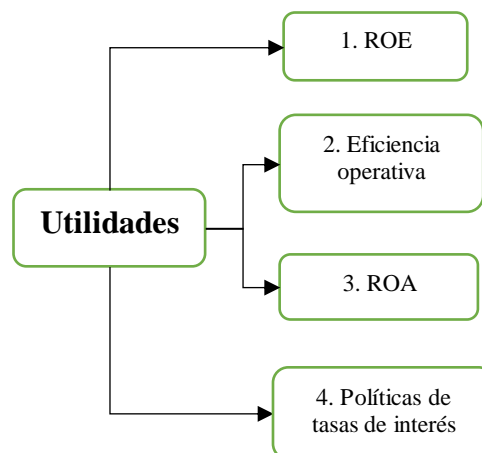 1. ROE
2. Eficiencia
operativa
Utilidades
3. ROA
4. Políticas de
tasas de interés